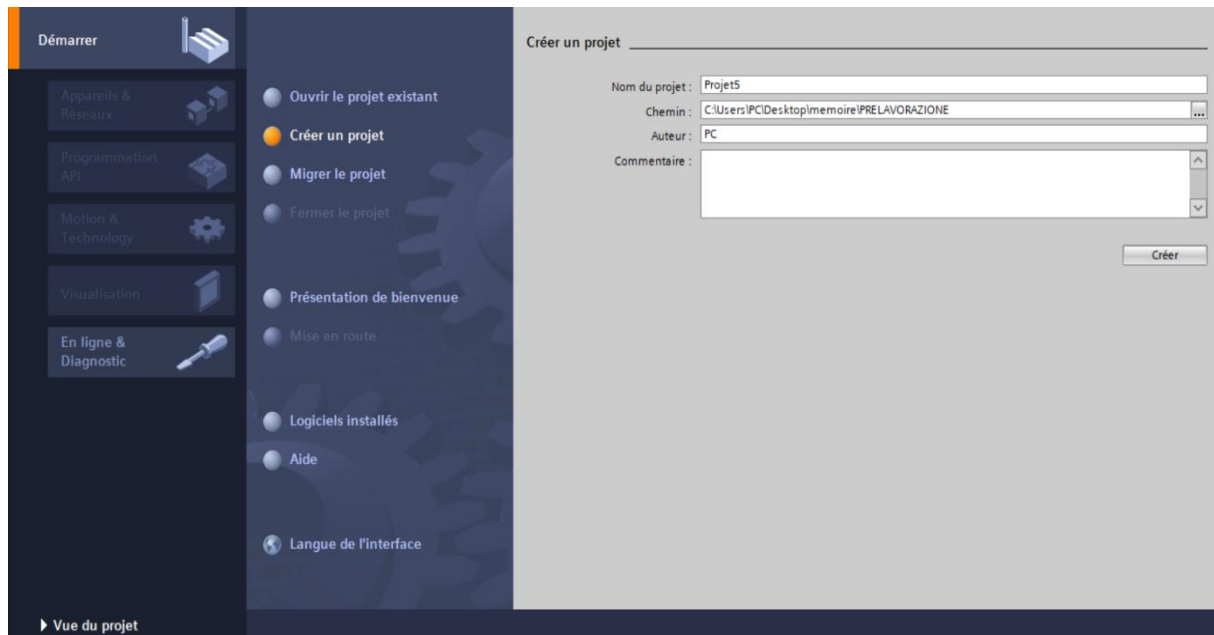 Démarrer
Appareils &
Réseaux
Programmation
API
Motion &
Technology
Visualisation
En ligne &
Diagnostic
Vue du projet
Ouvrir le projet existant
Créer un projet
Migrer le projet
Fermer le projet
Présentation de bienvenue
Mise en route
Logiciels installés
Aide
Langue de l'interface
Créer un projet
Nom du projet : Projet5
Chemin : C:\Users\PC\Desktop\memoire\PRELAVORAZIONE ...
Auteur : PC
Commentaire :
Créer